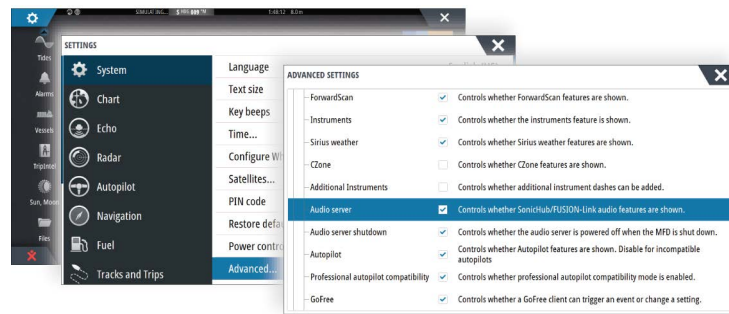 SIMULATING...
1:48:12 8.0m
Tides
Alarms
Vessels
TripIntel
Sun, Moon
Files
SETTINGS
System
Chart
Echo
Radar
Autopilot
Navigation
Fuel
Tracks and Trips
Language
Text size
Key beeps
Time...
Configure
Satellites...
PIN code
Restore
Power
Advanced...
ADVANCED SETTINGS
ForwardScan Controls whether ForwardScan features are shown.
Instruments Controls whether the instruments feature is shown.
Sirius weather Controls whether Sirius weather features are shown.
CZone Controls whether CZone features are shown.
Additional Instruments Controls whether additional instrument dashes can be added.
Audio server Controls whether SonicHub/FUSION-Link audio features are shown.
Audio server shutdown Controls whether the audio server is powered off when the MFD is shut down.
Autopilot Controls whether Autopilot features are shown. Disable for incompatible
autopilots
Professional autopilot compatibility Controls whether professional autopilot compatibility mode is enabled.
GoFree Controls whether a GoFree client can trigger an event or change a setting.